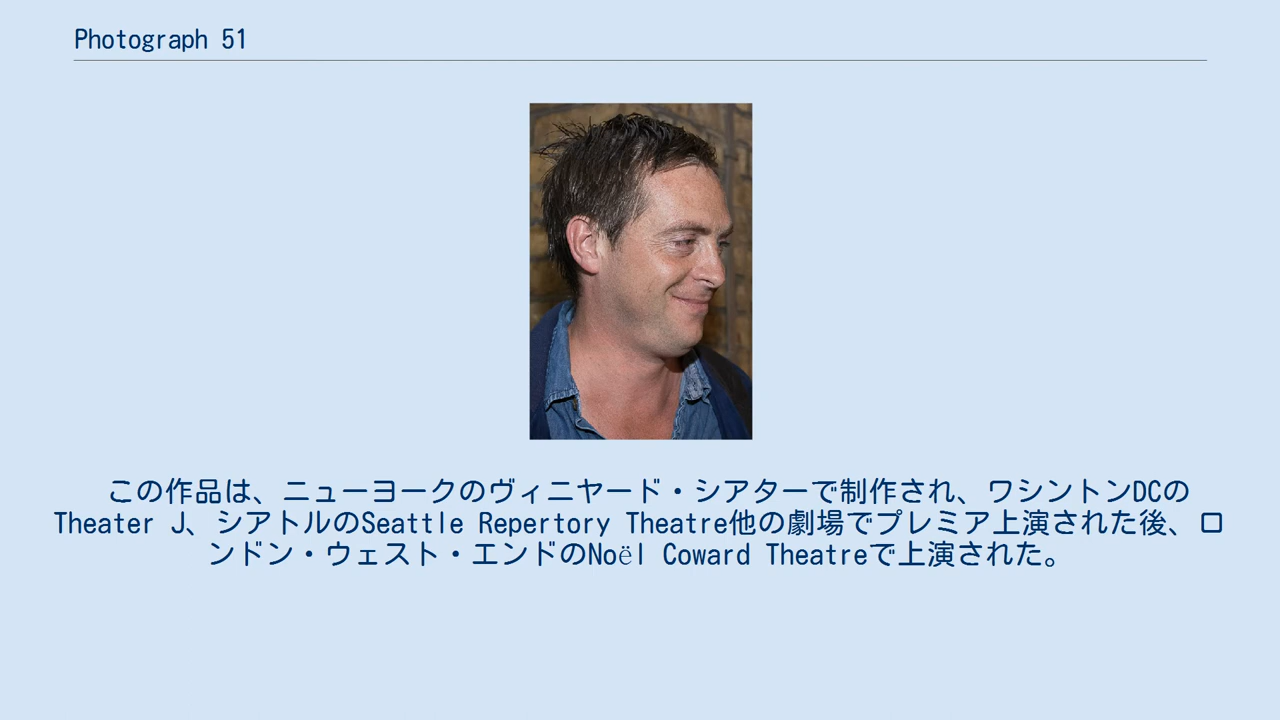 Photograph 51
この作品は、ニューヨークのヴィニヤード・シアターで制作され、ワシントンDCの
Theater J、シアトルのSeattle Repertory Theatre他の劇場でプレミア上演された後、ロ
ンドン・ウェスト・エンドのNoël Coward Theatreで上演された。